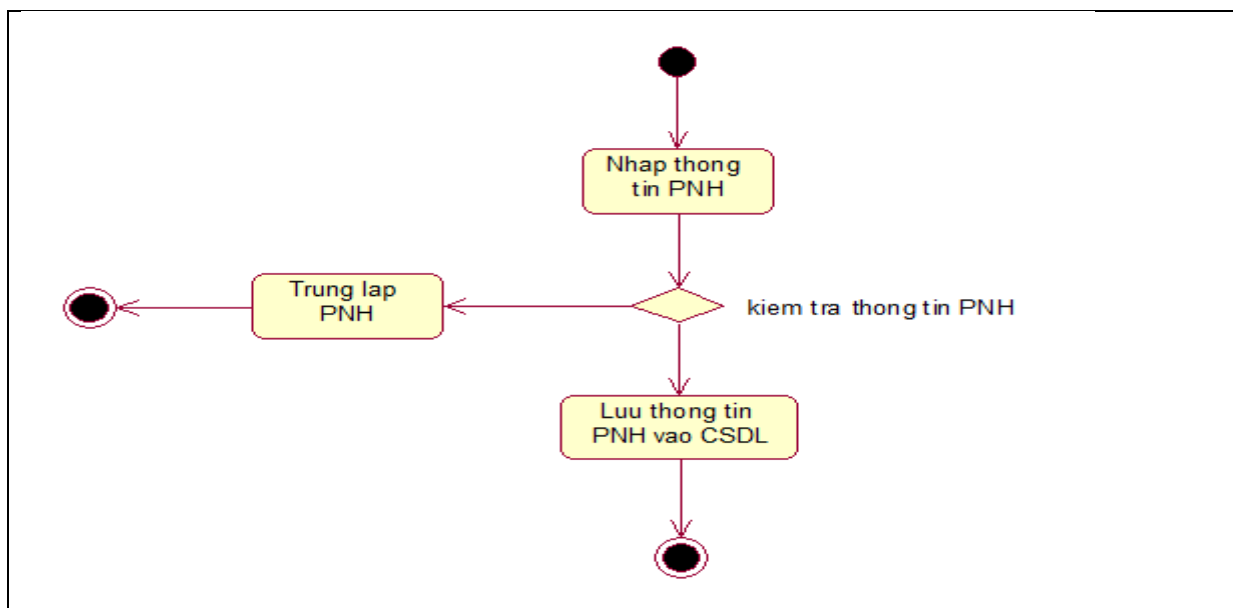 Nhap thong
tin PNH
Trung lap
PNH
kiem tra thong tin PNH
Luu thong tin
PNH vao CSDL